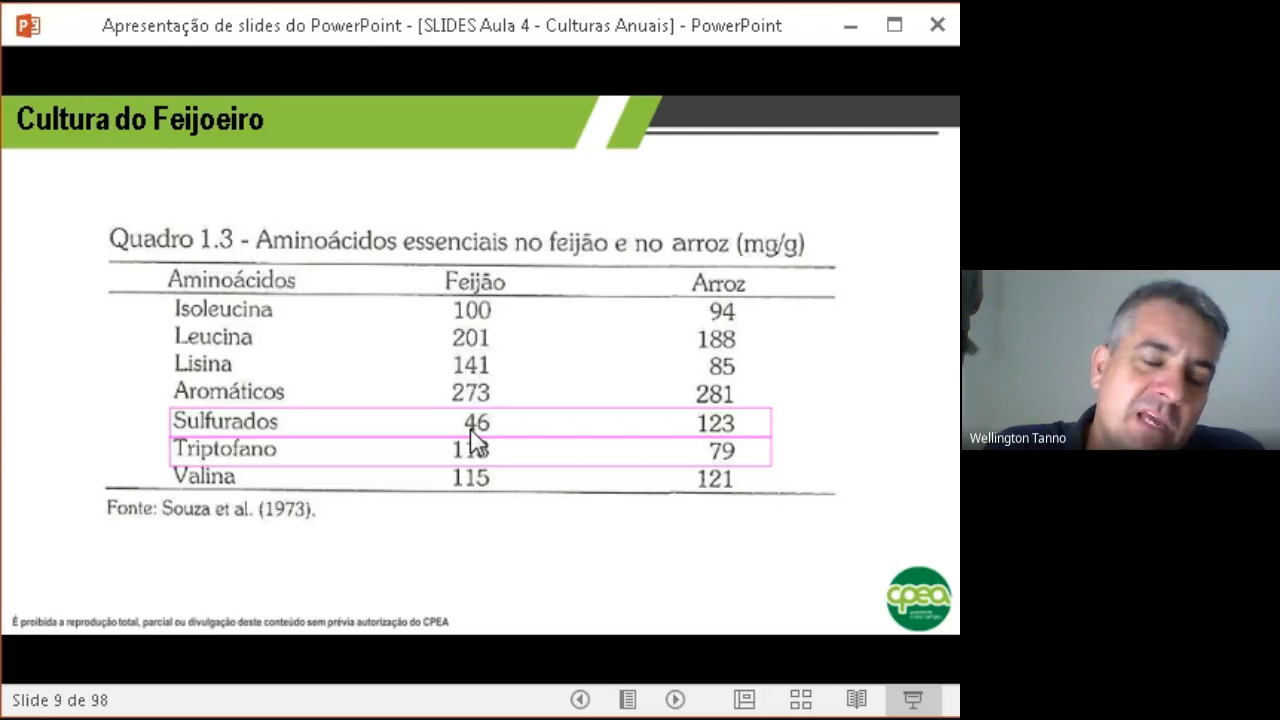 Apresentação de slides do PowerPoint - [SLIDES Aula 4 - Culturas Anuais] - PowerPoint
Cultura do Feijoeiro
Quadro 1.3 - Aminoácidos essenciais no feijão e no arroz (mg/g)
Aminoácidos Feijão Arroz
Isoleucina 100 94
Leucina 201 188
Lisina 141 85
Aromáticos 273 281
Sulfurados 46 123
Triptofano 79
Valina 115 121
Fonte: Souza et al. (1973).
cpea
É proibida a reprodução total, parcial ou divulgação deste conteúdo sem prévia autorização do CPEA
Slide 9 de 98
Wellington Tanno